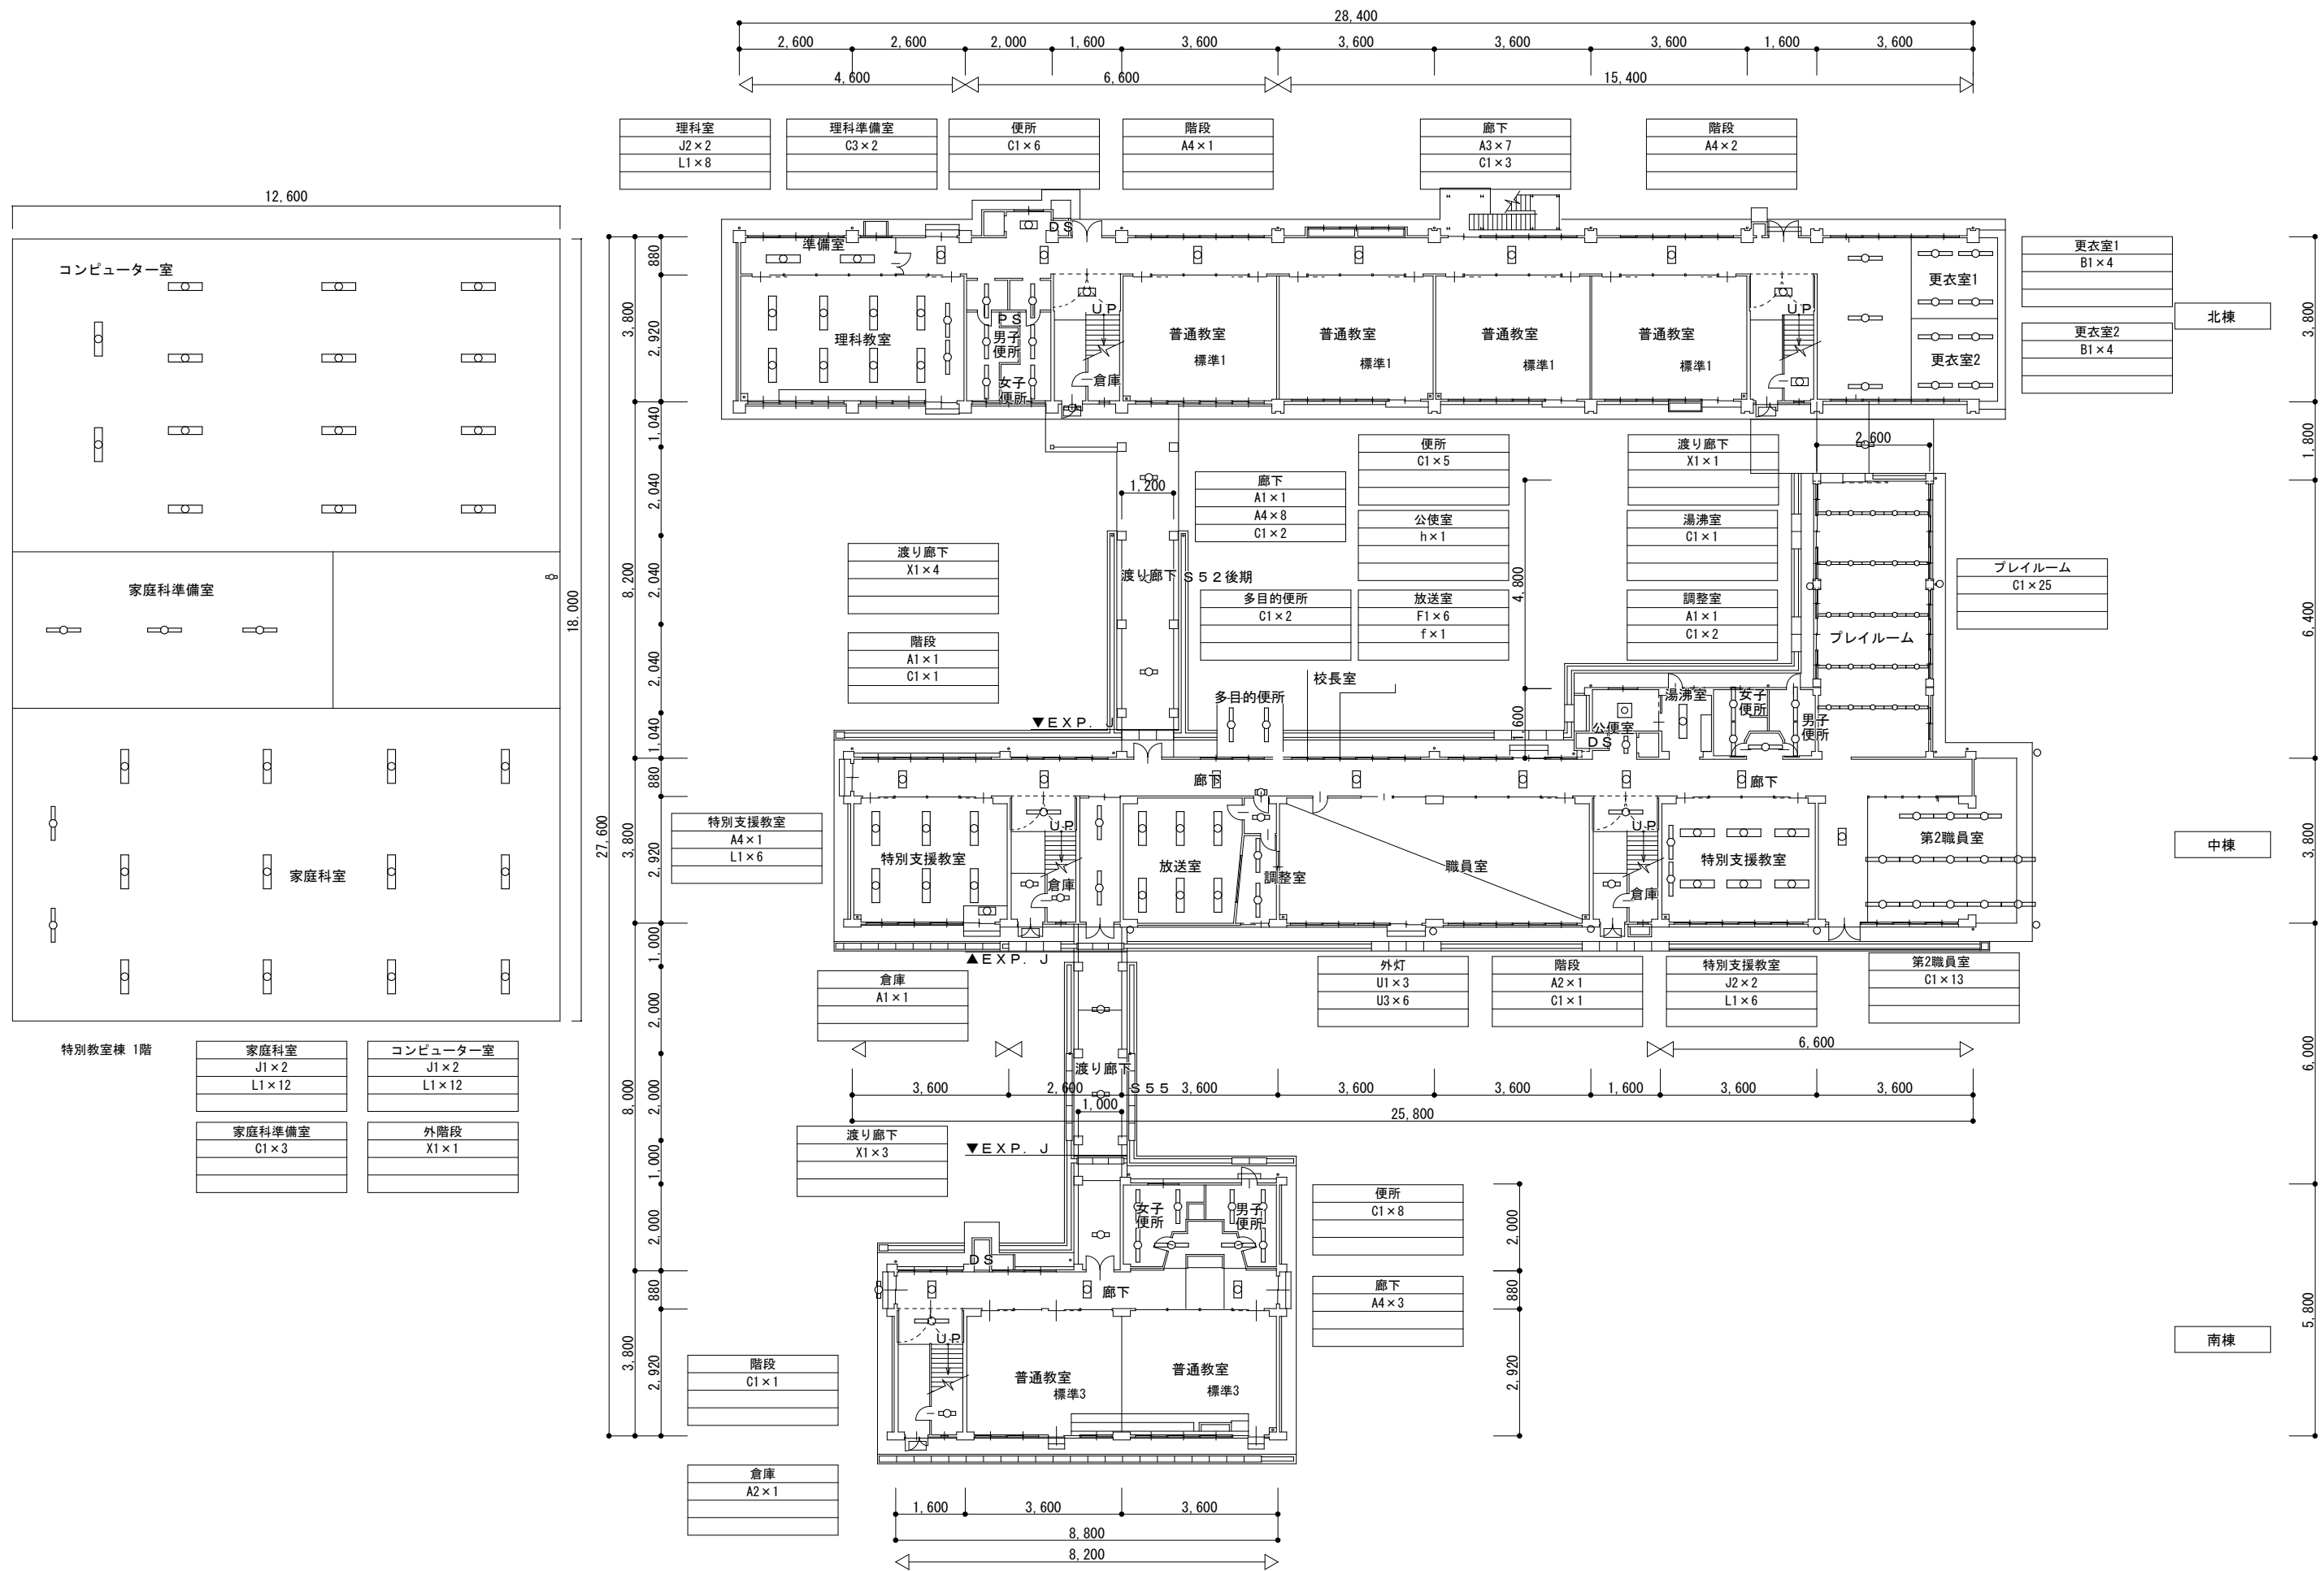 28,400
2,600
2,600
2,000
1,600
3,600
3,600
3,600
3,600
1,600
3,600
4,600
6,600
15,400
理科室
J2×2
L1×8
理科準備室
C3×2
便所
C1×6
階段
A4×1
廊下
A3×7
C1×3
階段
A4×2
12,600
18.000
コンピューター室
家庭科準備室
家庭科室
特別教室棟 1階
家庭科室
J1×2
L1×12
コンピューター室
J1×2
L1×12
家庭科準備室
C1×3
外階段
X1×1
27,600
3,800
8,200
3,800
8,000
3,800
880
2,920
1,040
2,040
2,040
2,040
1,040
880
2,920
1,000
2,000
2,000
1,000
2,000
880
2,920
準備室
DS
理科教室
PS
男子
便所
女子
便所
UP
倉庫
普通教室
標準1
普通教室
標準1
普通教室
標準1
普通教室
標準1
UP
更衣室1
更衣室2
更衣室1
B1×4
更衣室2
B1×4
北棟
3,800
1,800
6,400
3,800
6,000
5,800
2,600
1,200
渡り廊下
S52後期
廊下
A1×1
A4×8
C1×2
便所
C1×5
公使室
h×1
多目的便所
C1×2
放送室
F1×6
f×1
渡り廊下
X1×1
湯沸室
C1×1
調整室
A1×1
C1×2
4,800
1,600
プレイルーム
プレイルーム
C1×25
渡り廊下
X1×4
階段
A1×1
C1×1
▼EXP. J
多目的便所
校長室
公便室
DS
湯沸室
女子
便所
男子
便所
廊下
廊下
特別支援教室
A4×1
L1×6
特別支援教室
UP
倉庫
放送室
調整室
職員室
UP
倉庫
特別支援教室
第2職員室
中棟
▲EXP. J
倉庫
A1×1
外灯
U1×3
U3×6
階段
A2×1
C1×1
特別支援教室
J2×2
L1×6
第2職員室
C1×13
6,600
3,600
2,600
3,600
3,600
3,600
1,600
3,600
3,600
25,800
渡り廊下
S55
1,000
渡り廊下
X1×3
▼EXP. J
女子
便所
男子
便所
DS
廊下
UP
普通教室
標準3
普通教室
標準3
便所
C1×8
廊下
A4×3
2,000
880
2,920
南棟
階段
C1×1
倉庫
A2×1
1,600
3,600
3,600
8,800
8,200